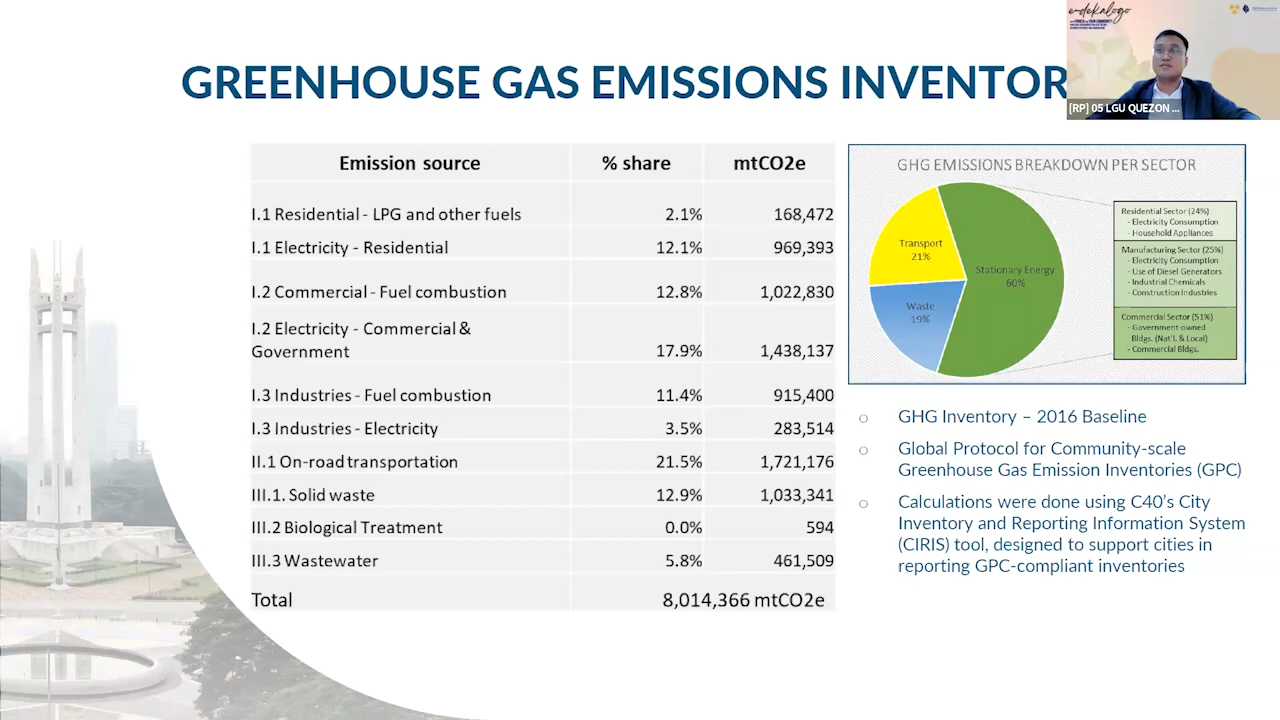 GREENHOUSE GAS EMISSIONS INVENTOR
e-dekalogo
[RP] 05 LGU QUEZON ...
Emission source % share mtCO2e
I.1 Residential - LPG and other fuels 2.1% 168,472
I.1 Electricity - Residential 12.1% 969,393
I.2 Commercial - Fuel combustion 12.8% 1,022,830
I.2 Electricity - Commercial &
Government 17.9% 1,438,137
I.3 Industries - Fuel combustion 11.4% 915,400
I.3 Industries - Electricity 3.5% 283,514
II.1 On-road transportation 21.5% 1,721,176
III.1. Solid waste 12.9% 1,033,341
III.2 Biological Treatment 0.0% 594
III.3 Wastewater 5.8% 461,509
Total 8,014,366 mtCO2e
GHG EMISSIONS BREAKDOWN PER SECTOR
Transport
21%
Stationary Energy
60%
Waste
19%
Residential Sector (24%)
- Electricity Consumption
- Household Appliances
Manufacturing Sector (25%)
- Electricity Consumption
- Use of Diesel Generators
- Industrial Chemicals
- Construction Industries
Commercial Sector (51%)
- Government-owned
Bldgs. (Nat'l. & Local)
- Commercial Bldgs.
GHG Inventory – 2016 Baseline
Global Protocol for Community-scale
Greenhouse Gas Emission Inventories (GPC)
Calculations were done using C40's City
Inventory and Reporting Information System
(CIRIS) tool, designed to support cities in
reporting GPC-compliant inventories